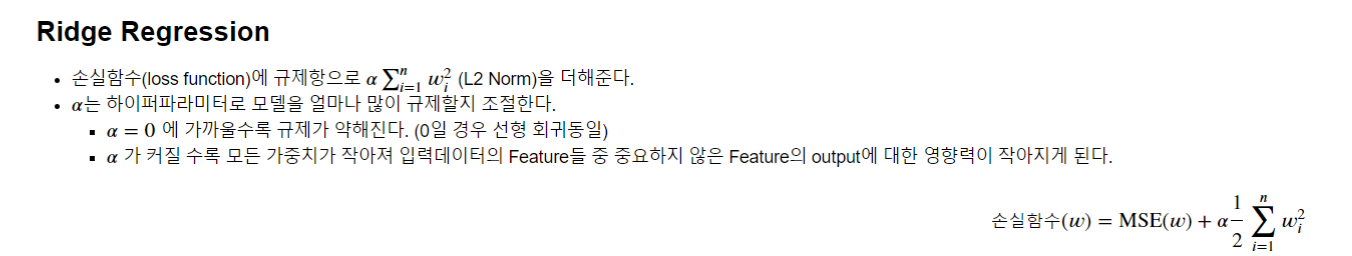 Ridge Regression
• 손실함수(loss function)에 규제항으로 $\alpha \sum_{i=1}^{n} w_i^2$ (L2 Norm)을 더해준다.
• $\alpha$는 하이퍼파라미터로 모델을 얼마나 많이 규제할지 조절한다.
▪ $\alpha = 0$ 에 가까울수록 규제가 약해진다. (0일 경우 선형 회귀동일)
▪ $\alpha$ 가 커질 수록 모든 가중치가 작아져 입력데이터의 Feature들 중 중요하지 않은 Feature의 output에 대한 영향력이 작아지게 된다.
손실함수$(w) = \text{MSE}(w) + \alpha \frac{1}{2} \sum_{i=1}^{n} w_i^2$